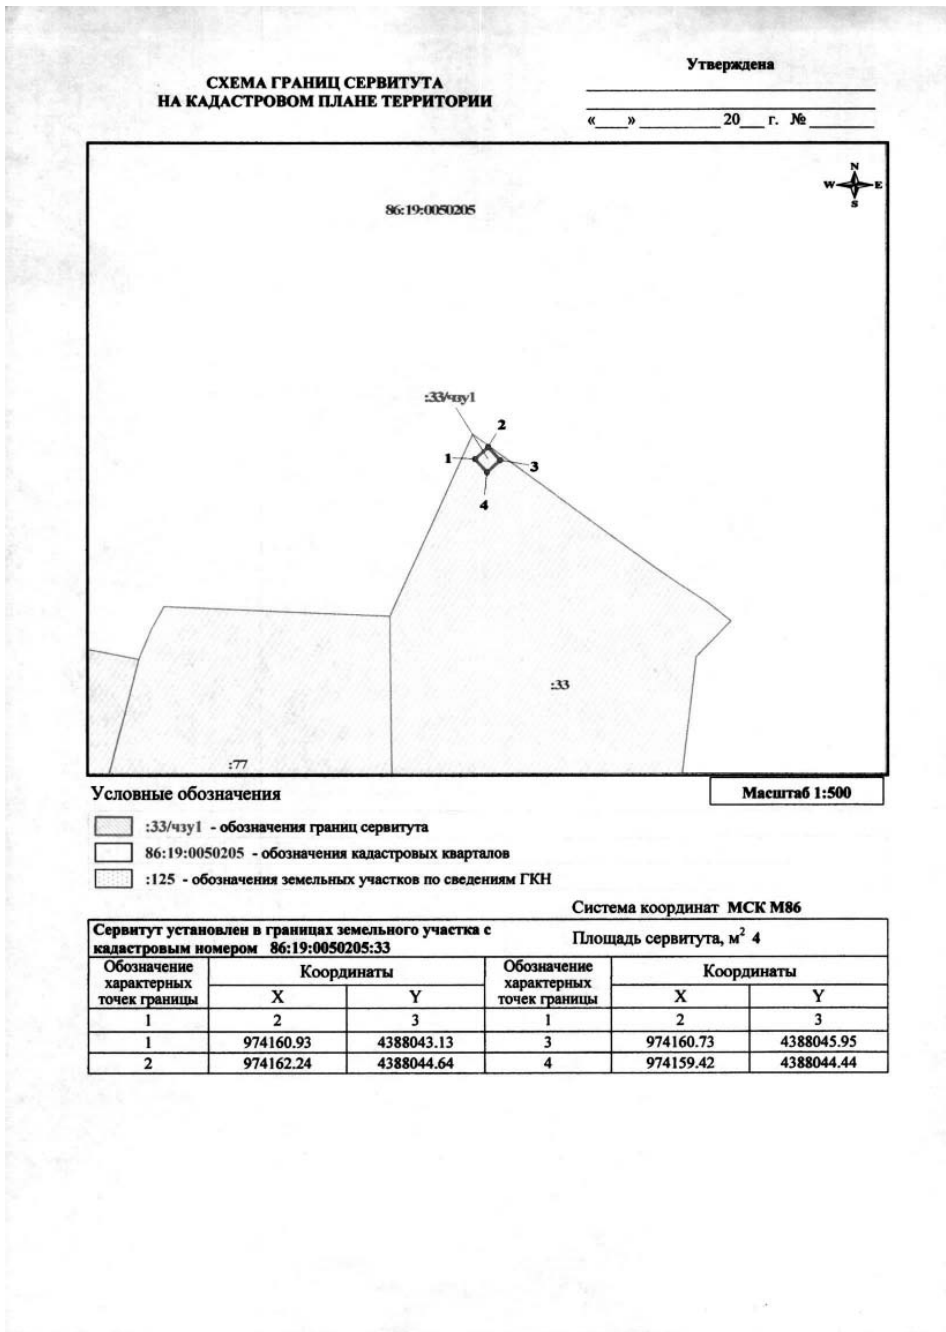 Утверждена
СХЕМА ГРАНИЦ СЕРВИТУТА
НА КАДАСТРОВОМ ПЛАНЕ ТЕРРИТОРИИ
«___» __________ 20___ г. № ________
N
W E
S
86:19:0050205
:33/чзу1
2
1
3
4
:33
:77
Условные обозначения
Масштаб 1:500
:33/чзу1 - обозначения границ сервитута
86:19:0050205 - обозначения кадастровых кварталов
:125 - обозначения земельных участков по сведениям ГКН
Система координат МСК М86
Сервитут установлен в границах земельного участка с
кадастровым номером 86:19:0050205:33
Площадь сервитута, м² 4
Обозначение характерных точек границы Координаты Обозначение характерных точек границы Координаты
X Y X Y
1 2 3 1 2 3
1 974160.93 4388043.13 3 974160.73 4388045.95
2 974162.24 4388044.64 4 974159.42 4388044.44